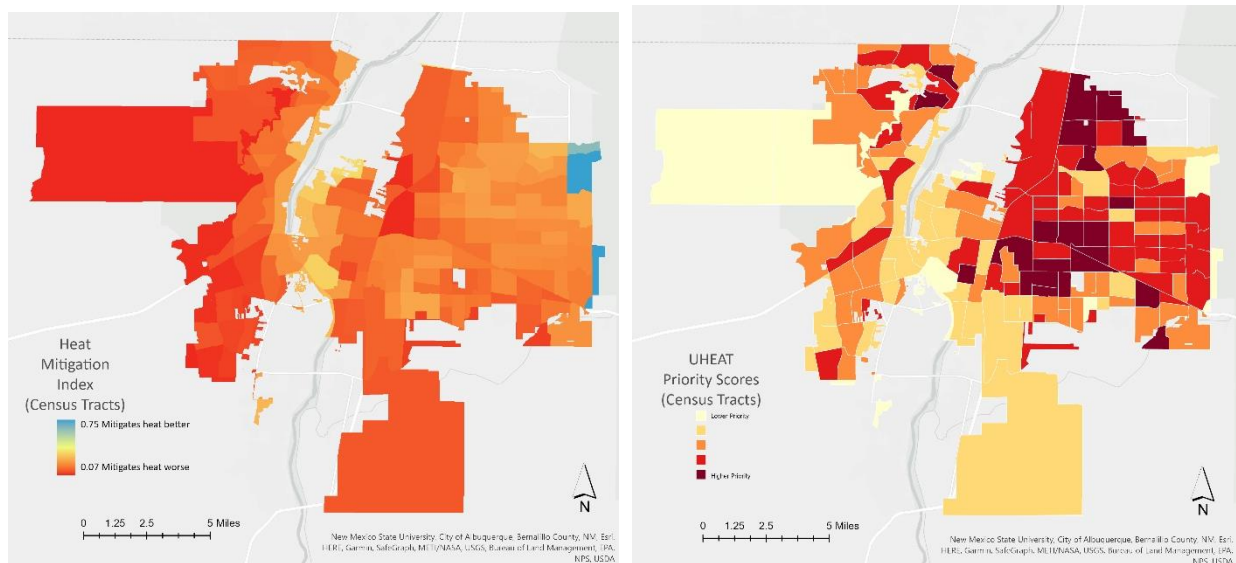 Heat
Mitigation
Index
(Census Tracts)
0.75 Mitigates heat better
0.07 Mitigates heat worse
0 1.25 2.5 5 Miles
N
New Mexico State University, City of Albuquerque, Bernalillo County, NM, Esri,
HERE, Garmin, SafeGraph, METI/NASA, USGS, Bureau of Land Management, EPA,
NPS, USDA
UHEAT
Priority Scores
(Census Tracts)
Lower Priority
Higher Priority
0 1.25 2.5 5 Miles
N
New Mexico State University, City of Albuquerque, Bernalillo County, NM, Esri,
HERE, Garmin, SafeGraph, METI/NASA, USGS, Bureau of Land Management, EPA,
NPS, USDA